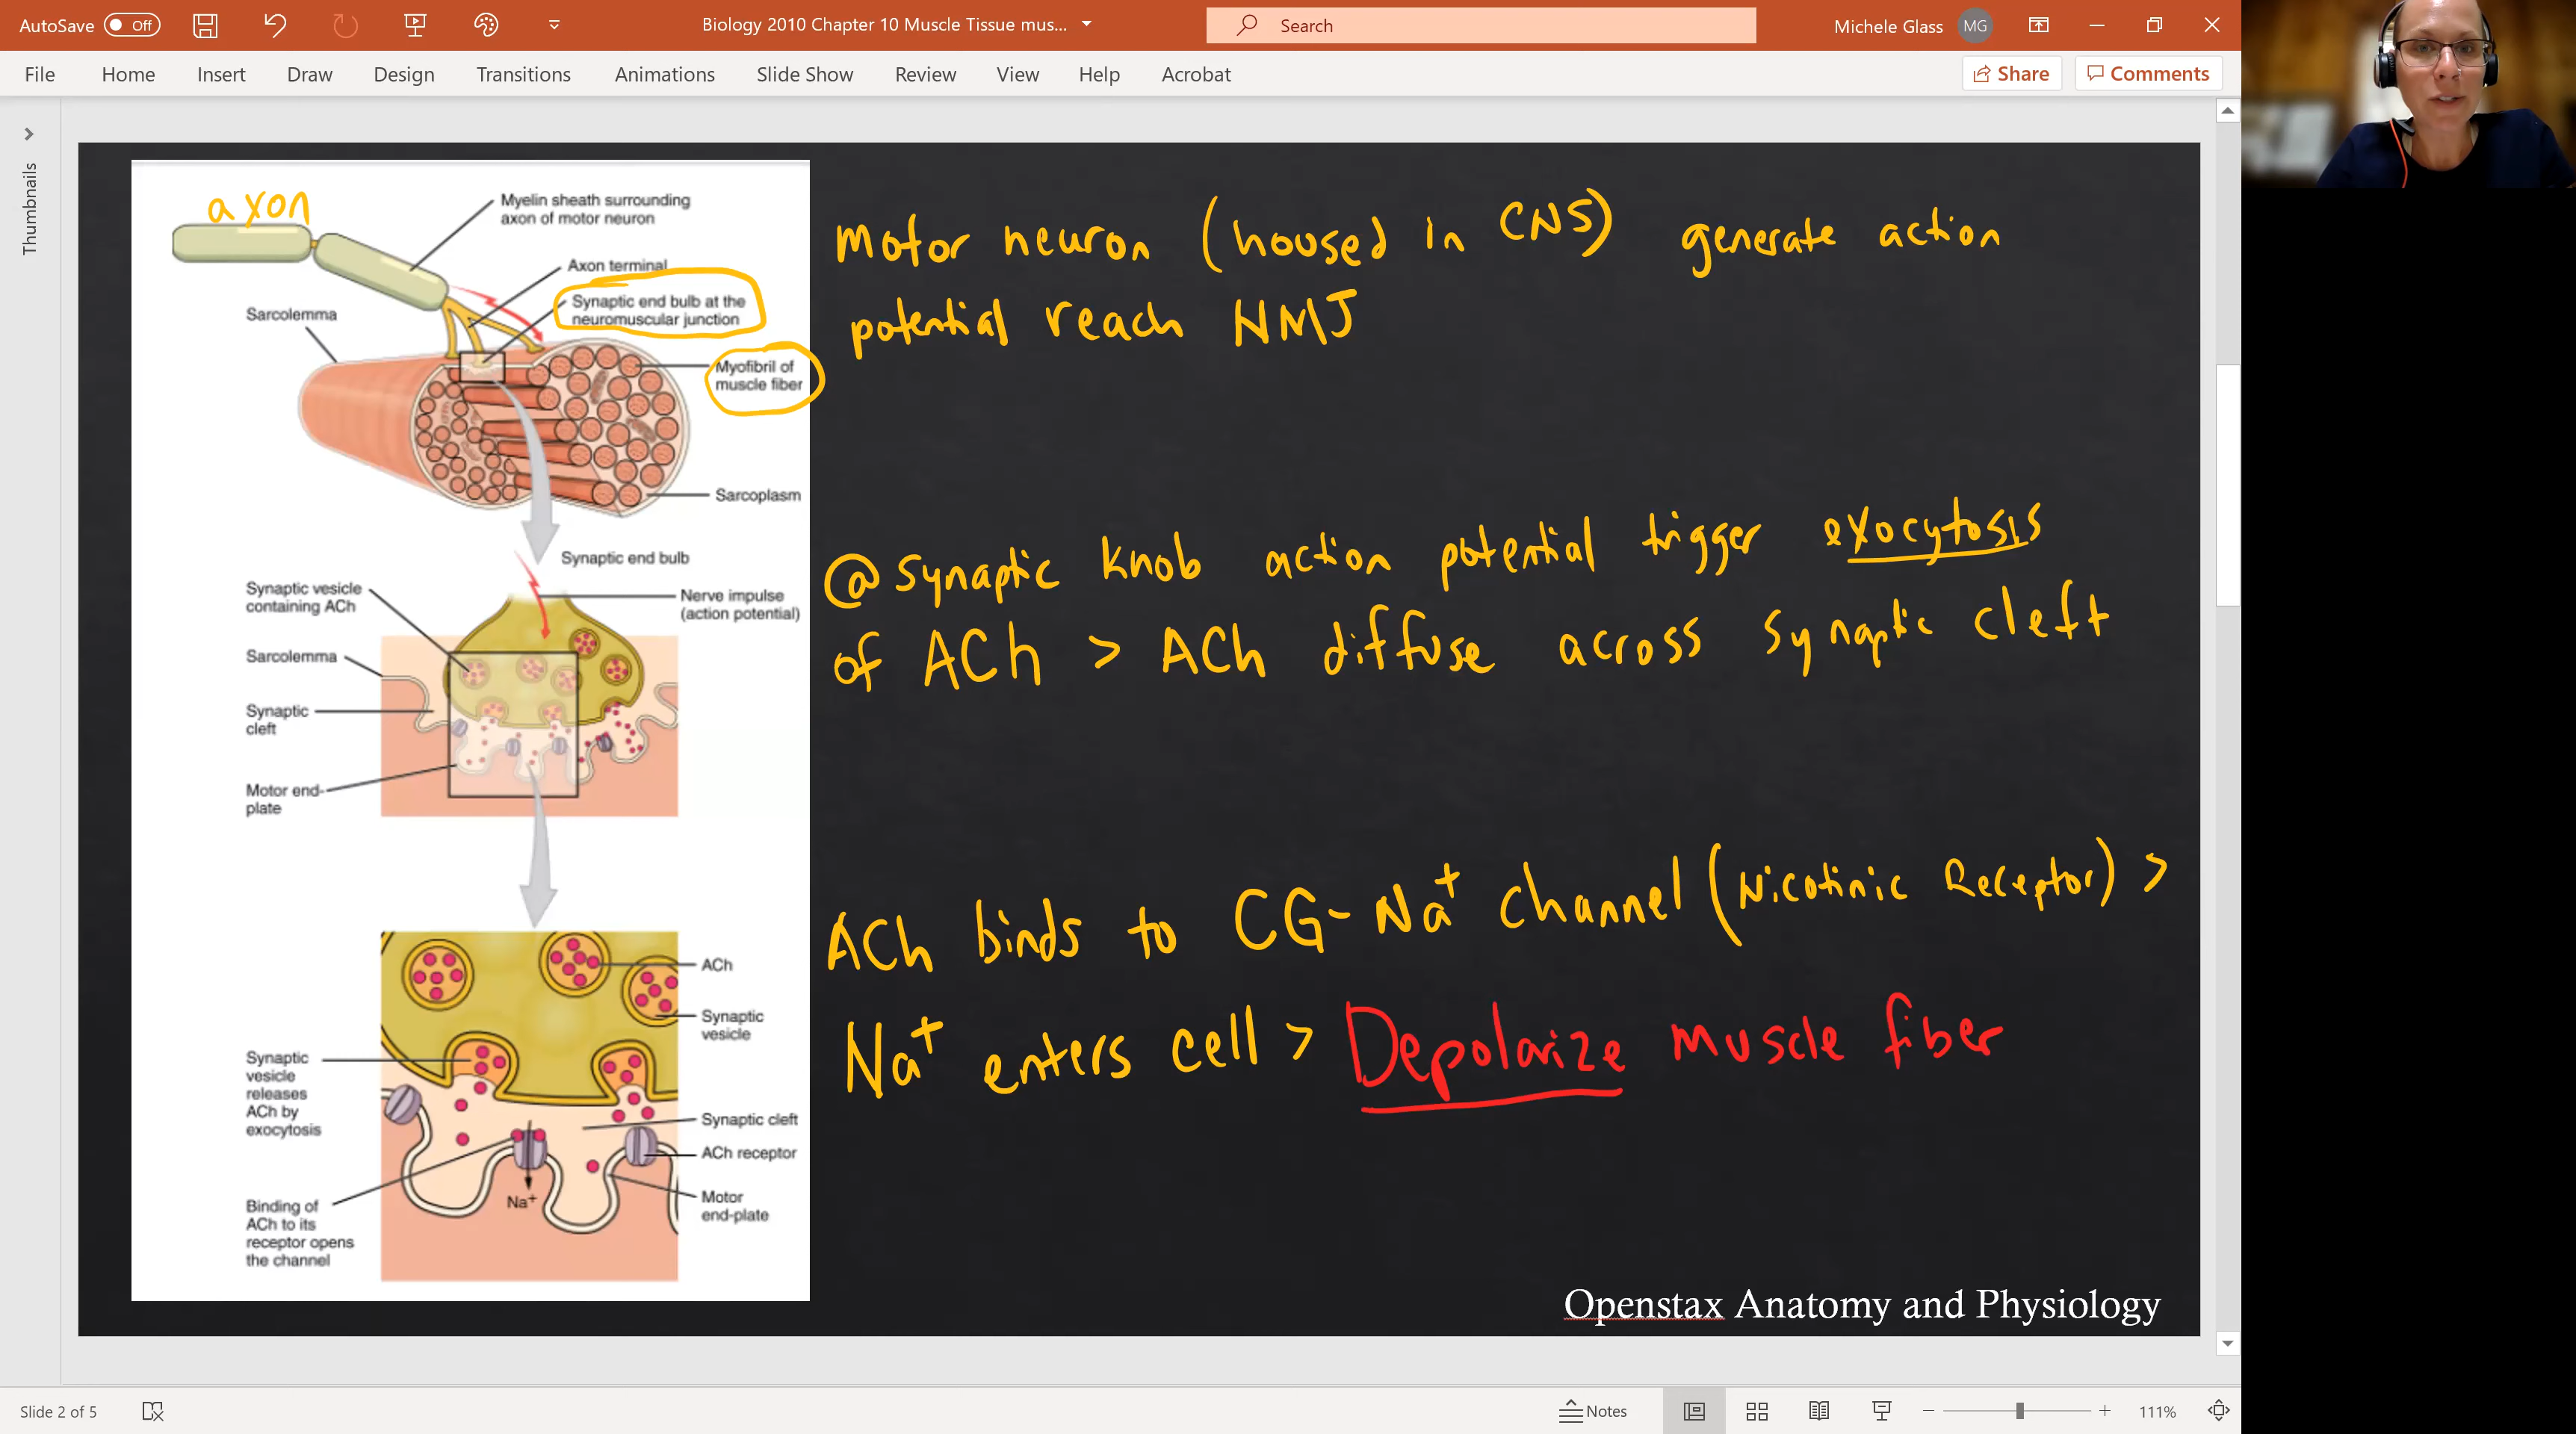 AutoSave Off
Biology 2010 Chapter 10 Muscle Tissue mus...
Search
Michele Glass MG
File Home Insert Draw Design Transitions Animations Slide Show Review View Help Acrobat
Share Comments
Thumbnails
axon
Myelin sheath surrounding
axon of motor neuron
Axon terminal
Synaptic end bulb at the
neuromuscular junction
Sarcolemma
Myofibril of
muscle fiber
Sarcoplasm
motor neuron (housed in CNS) generate action
potential reach NMJ
Synaptic end bulb
Synaptic vesicle
containing ACh
Nerve impulse
(action potential)
Sarcolemma
Synaptic
cleft
Motor end-
plate
@ synaptic knob action potential trigger exocytosis
of ACh > ACh diffuse across synaptic cleft
ACh
Synaptic
vesicle
Synaptic
vesicle
releases
ACh by
exocytosis
Synaptic cleft
ACh receptor
Na+
Motor
end-plate
Binding of
ACh to its
receptor opens
the channel
ACh binds to CG-Na+ channel (Nicotinic Receptor) >
Na+ enters cell > Depolarize muscle fiber
Openstax Anatomy and Physiology
Slide 2 of 5
Notes
111%